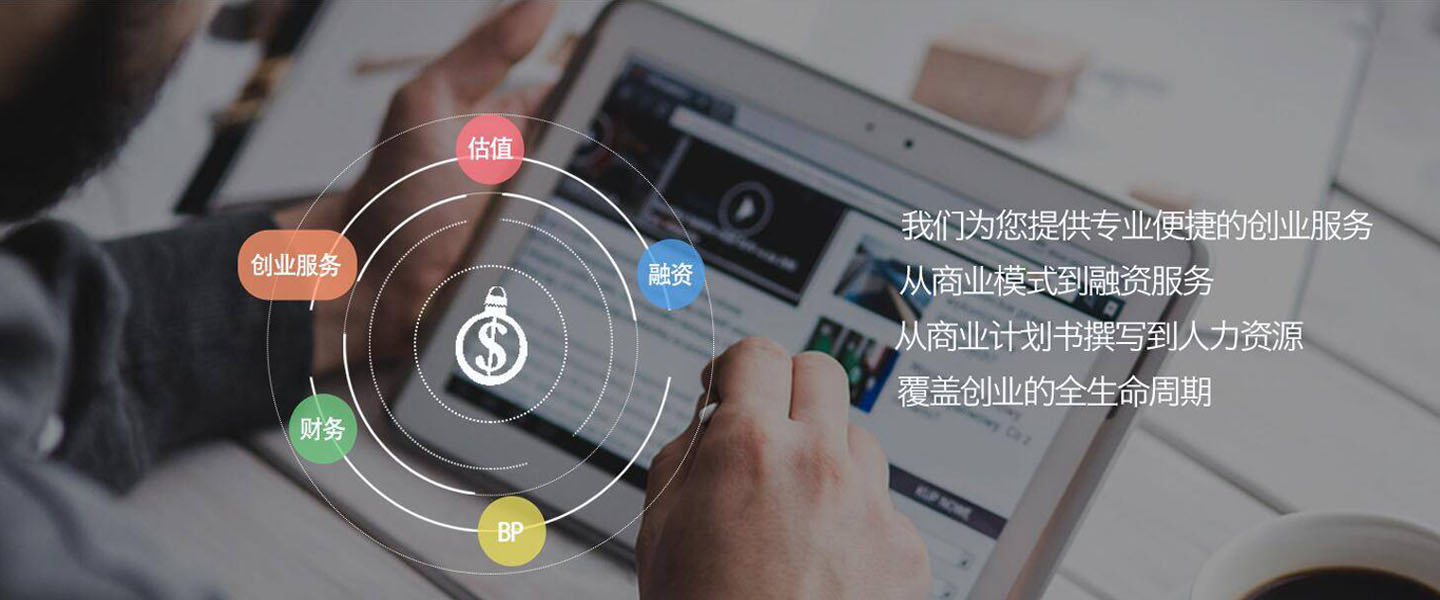 估值
创业服务
融资
$
财务
BP
我们为您提供专业便捷的创业服务
从商业模式到融资服务
从商业计划书撰写到人力资源
覆盖创业的全生命周期